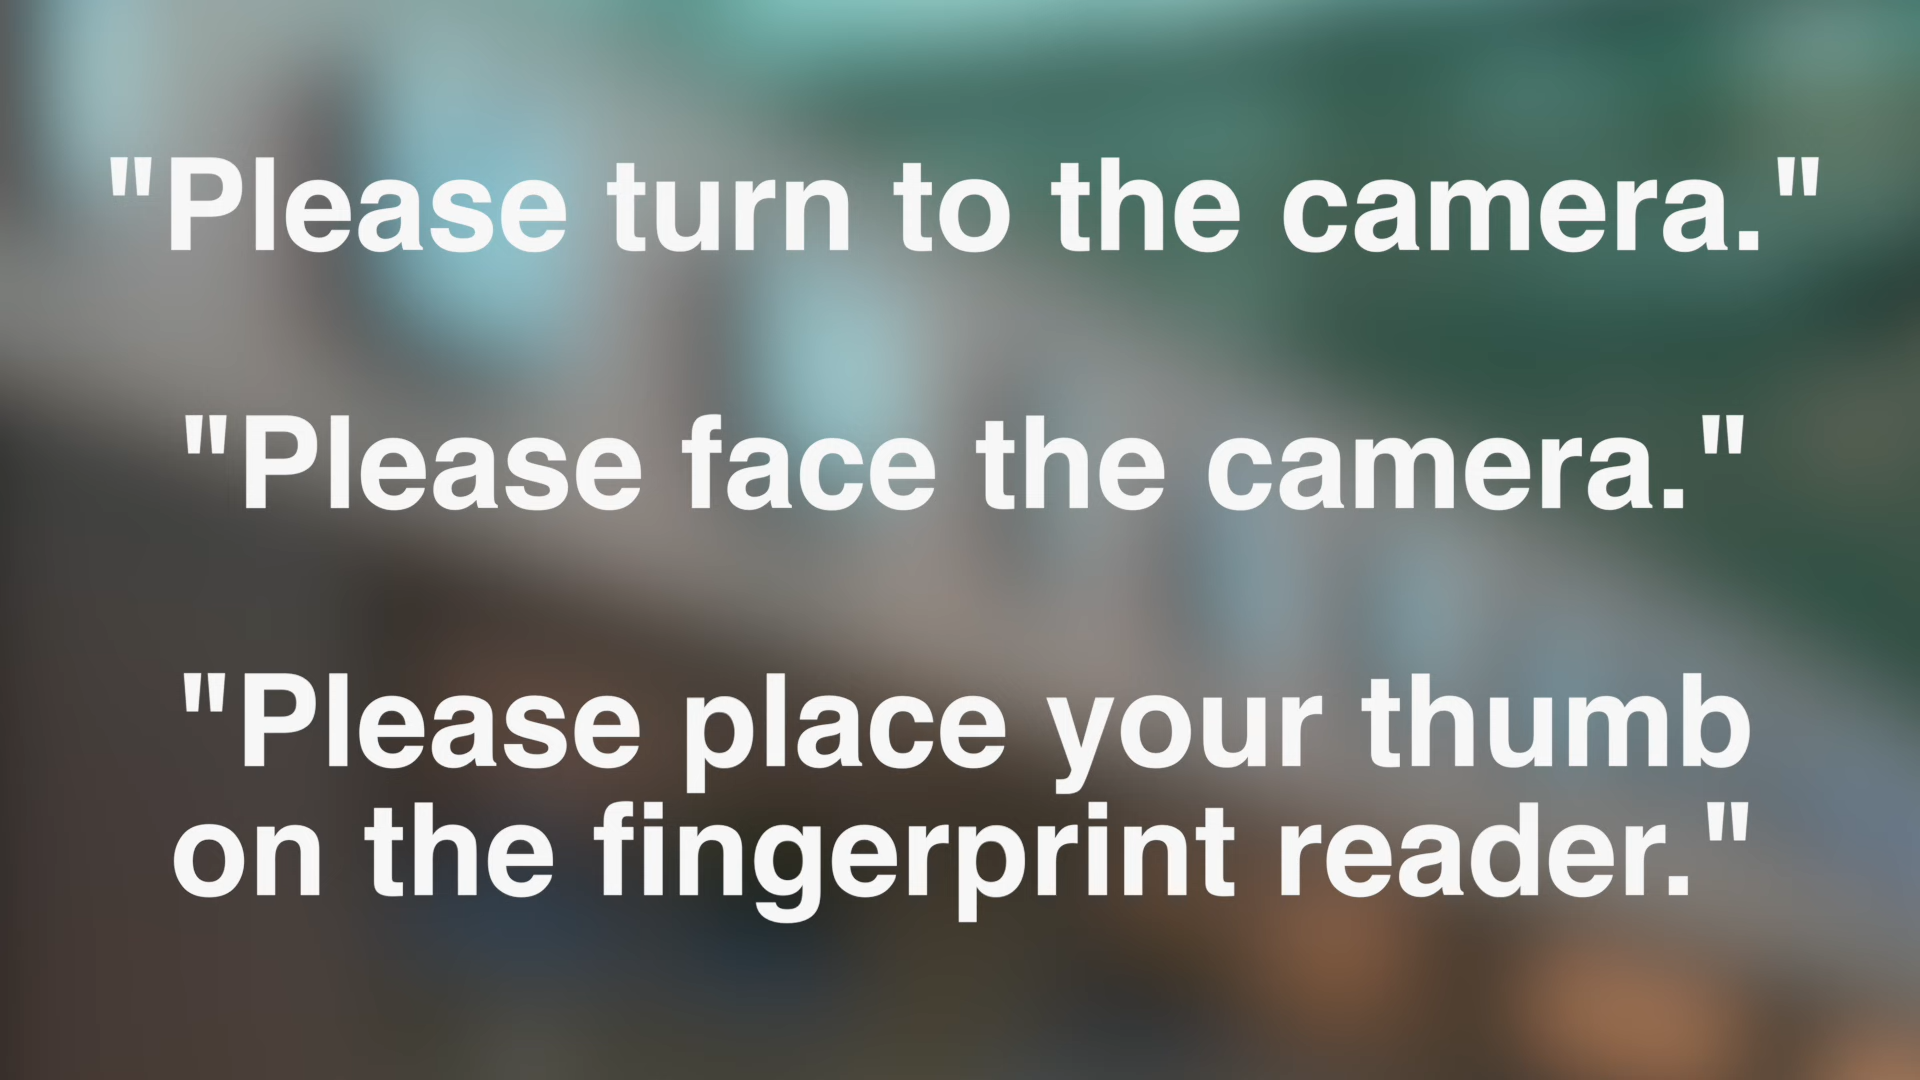 "Please turn to the camera."
"Please face the camera."
"Please place your thumb
on the fingerprint reader."